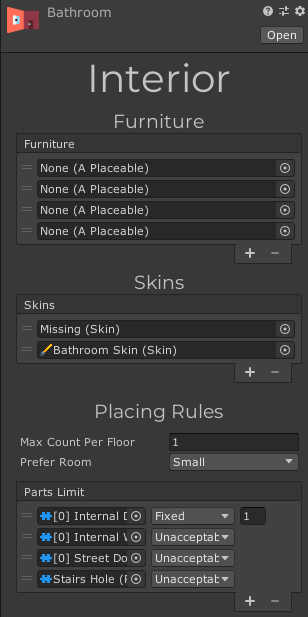 Bathroom
Open
Interior
Furniture
Furniture
None (A Placeable)
None (A Placeable)
None (A Placeable)
None (A Placeable)
+ −
Skins
Skins
Missing (Skin)
Bathroom Skin (Skin)
+ −
Placing Rules
Max Count Per Floor 1
Prefer Room Small
Parts Limit
[0] Internal D Fixed 1
[0] Internal W Unacceptab
[0] Street Do Unacceptab
Stairs Hole (P Unacceptab
+ −